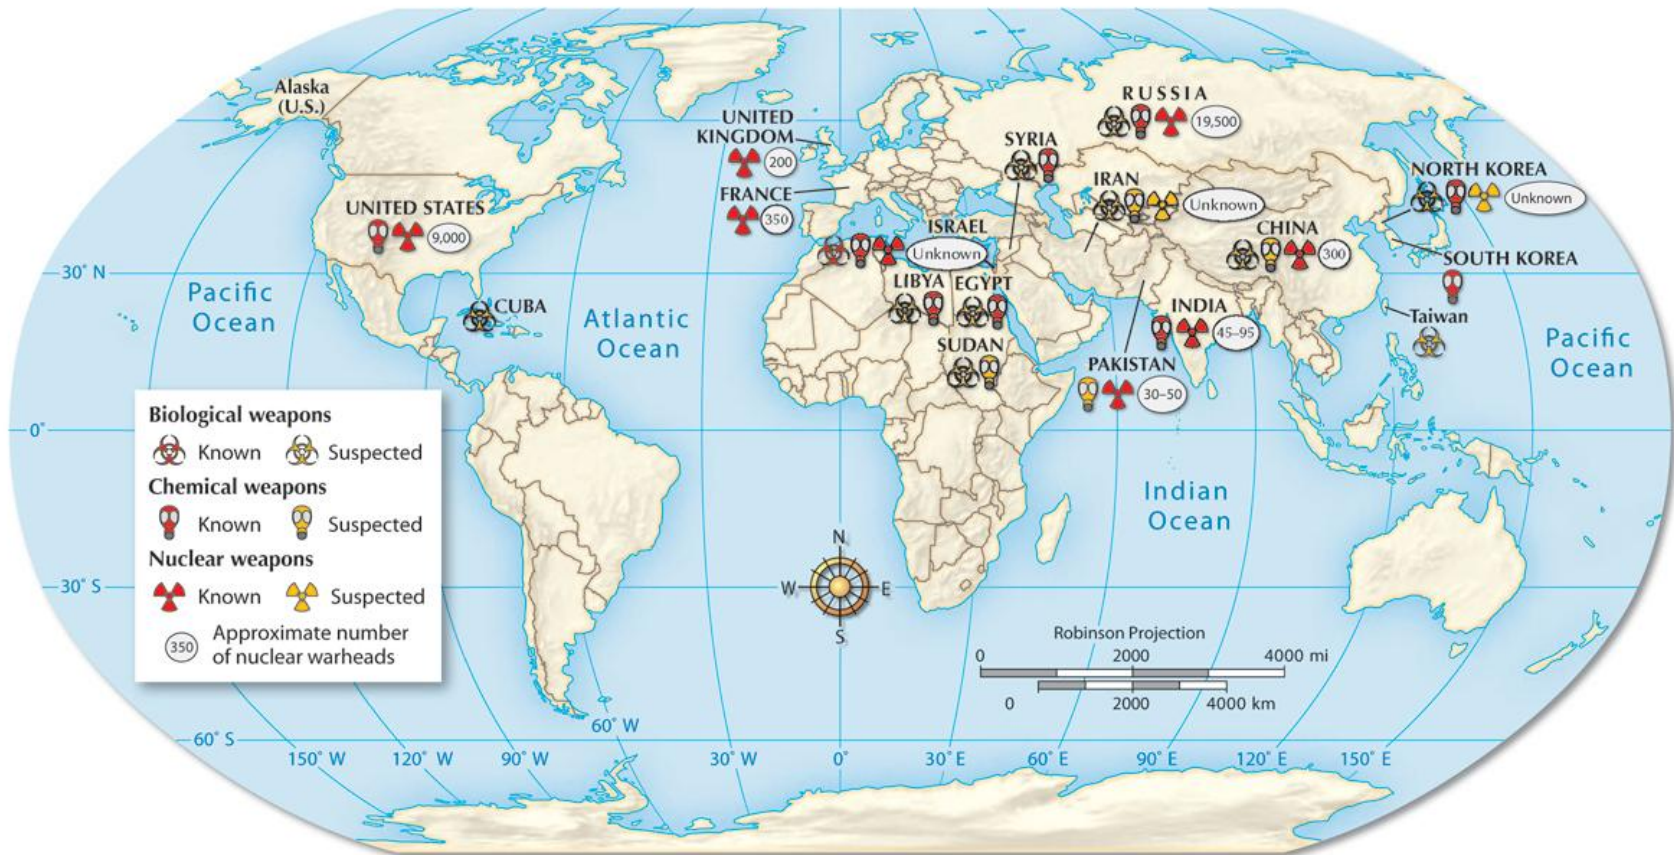 Alaska
(U.S.)
UNITED
KINGDOM
200
FRANCE
350
UNITED STATES
9,000
CUBA
RUSSIA
19,500
SYRIA
IRAN
Unknown
NORTH KOREA
Unknown
ISRAEL
Unknown
CHINA
300
SOUTH KOREA
LIBYA
EGYPT
INDIA
45–95
Taiwan
SUDAN
PAKISTAN
30–50
Pacific
Ocean
Atlantic
Ocean
Pacific
Ocean
Indian
Ocean
30° N
0°
30° S
30° S
60° S
60° W
150° W
120° W
90° W
30° W
0°
30° E
60° E
90° E
120° E
150° E
Biological weapons
Known
Suspected
Chemical weapons
Known
Suspected
Nuclear weapons
Known
Suspected
350
Approximate number
of nuclear warheads
N
W
E
S
Robinson Projection
0 2000 4000 mi
0 2000 4000 km